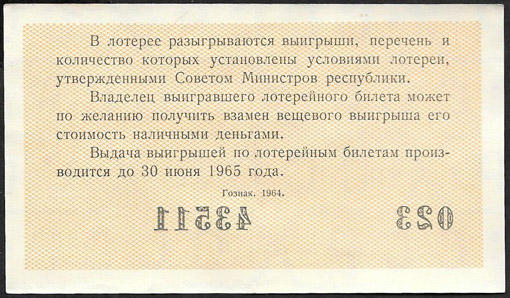 В лотерее разыгрываются выигрыши, перечень и
количество которых установлены условиями лотереи,
утвержденными Советом Министров республики.
Владелец выигравшего лотерейного билета может
по желанию получить взамен вещевого выигрыша его
стоимость наличными деньгами.
Выдача выигрышей по лотерейным билетам произ-
водится до 30 июня 1965 года.
Гознак. 1964.
43511 023